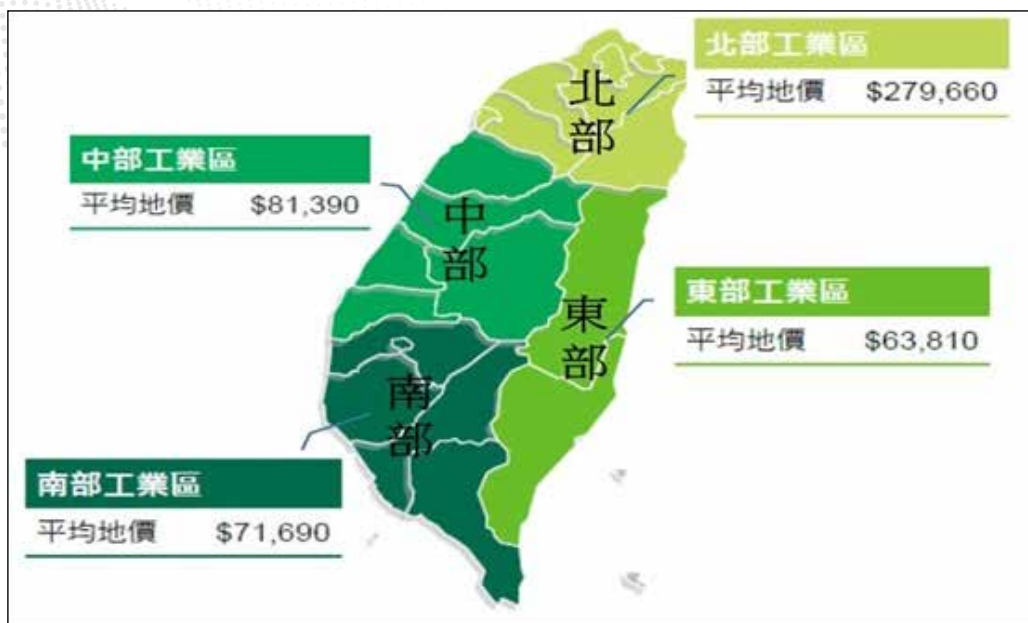 北部工業區
平均地價 $279,660
北部
中部工業區
平均地價 $81,390
中部
東部工業區
平均地價 $63,810
東部
南部
南部工業區
平均地價 $71,690